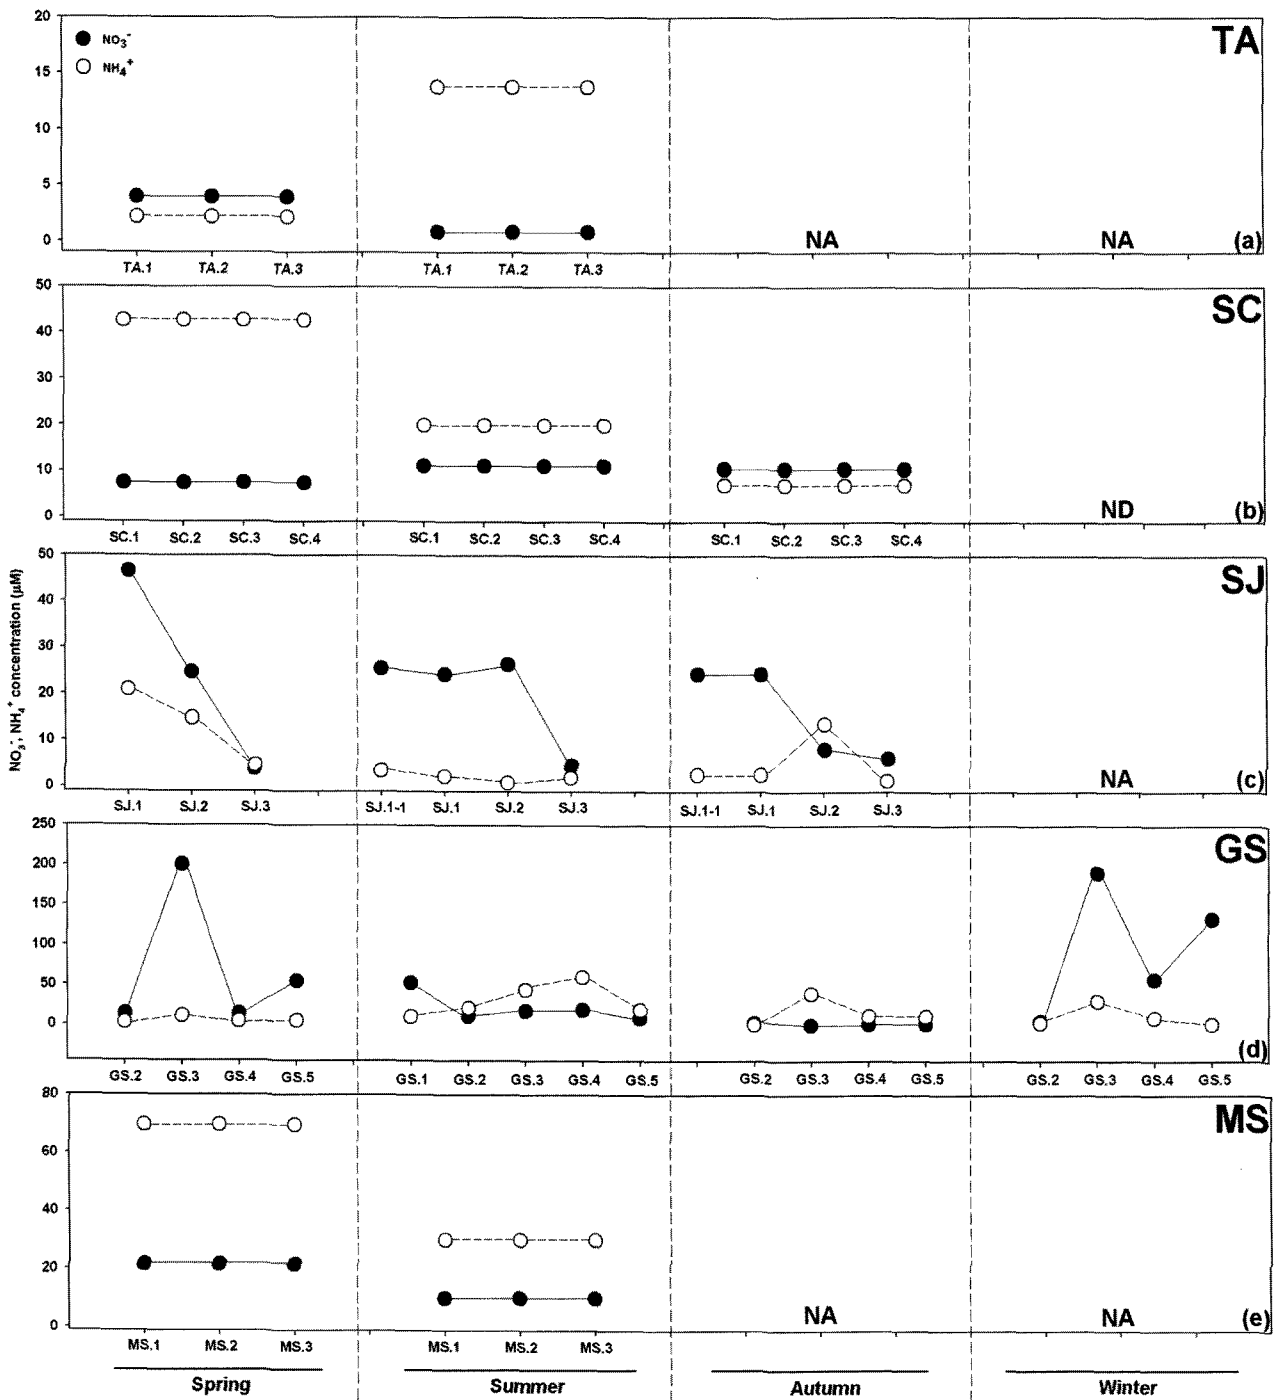 20
15
10
5
0
NO3-
NH4+
TA
NA
NA
(a)
TA.1 TA.2 TA.3 TA.1 TA.2 TA.3
50
40
30
20
10
0
SC
ND
(b)
SC.1 SC.2 SC.3 SC.4 SC.1 SC.2 SC.3 SC.4 SC.1 SC.2 SC.3 SC.4
NO3-, NH4+ concentration (μM)
50
40
30
20
10
0
SJ
NA
(c)
SJ.1 SJ.2 SJ.3 SJ.1-1 SJ.1 SJ.2 SJ.3 SJ.1-1 SJ.1 SJ.2 SJ.3
250
200
150
100
50
0
GS
(d)
GS.2 GS.3 GS.4 GS.5 GS.1 GS.2 GS.3 GS.4 GS.5 GS.2 GS.3 GS.4 GS.5 GS.2 GS.3 GS.4 GS.5
80
60
40
20
0
MS
NA
NA
(e)
MS.1 MS.2 MS.3 MS.1 MS.2 MS.3
Spring Summer Autumn Winter